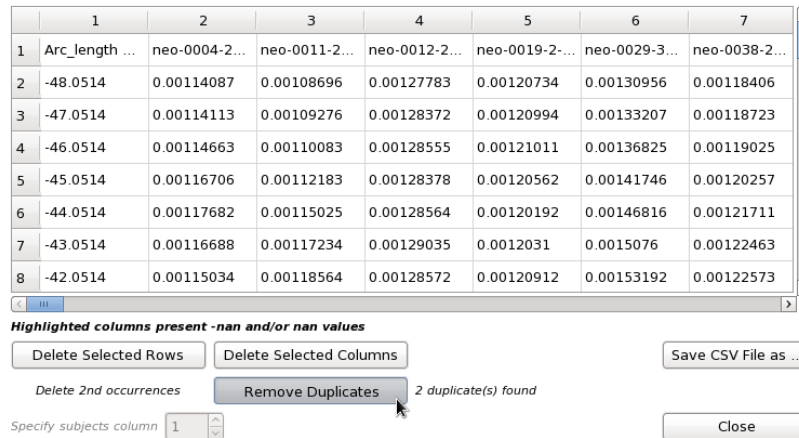 1 2 3 4 5 6 7
1 Arc_length ... neo-0004-2... neo-0011-2... neo-0012-2... neo-0019-2-... neo-0029-3... neo-0038-2...
2 -48.0514 0.00114087 0.00108696 0.00127783 0.00120734 0.00130956 0.00118406
3 -47.0514 0.00114113 0.00109276 0.00128372 0.00120994 0.00133207 0.00118723
4 -46.0514 0.00114663 0.00110083 0.00128555 0.00121011 0.00136825 0.00119025
5 -45.0514 0.00116706 0.00112183 0.00128378 0.00120562 0.00141746 0.00120257
6 -44.0514 0.00117682 0.00115025 0.00128564 0.00120192 0.00146816 0.00121711
7 -43.0514 0.00116688 0.00117234 0.00129035 0.0012031 0.0015076 0.00122463
8 -42.0514 0.00115034 0.00118564 0.00128572 0.00120912 0.00153192 0.00122573
Highlighted columns present -nan and/or nan values
Delete Selected Rows Delete Selected Columns Save CSV File as ..
Delete 2nd occurrences Remove Duplicates 2 duplicate(s) found
Specify subjects column 1 Close